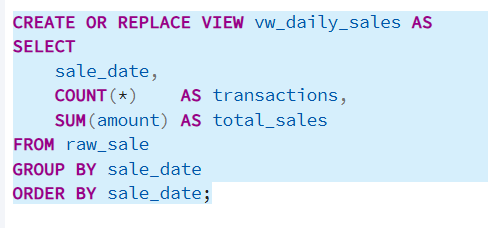 CREATE OR REPLACE VIEW vw_daily_sales AS
SELECT
    sale_date,
    COUNT(*)    AS transactions,
    SUM(amount) AS total_sales
FROM raw_sale
GROUP BY sale_date
ORDER BY sale_date;